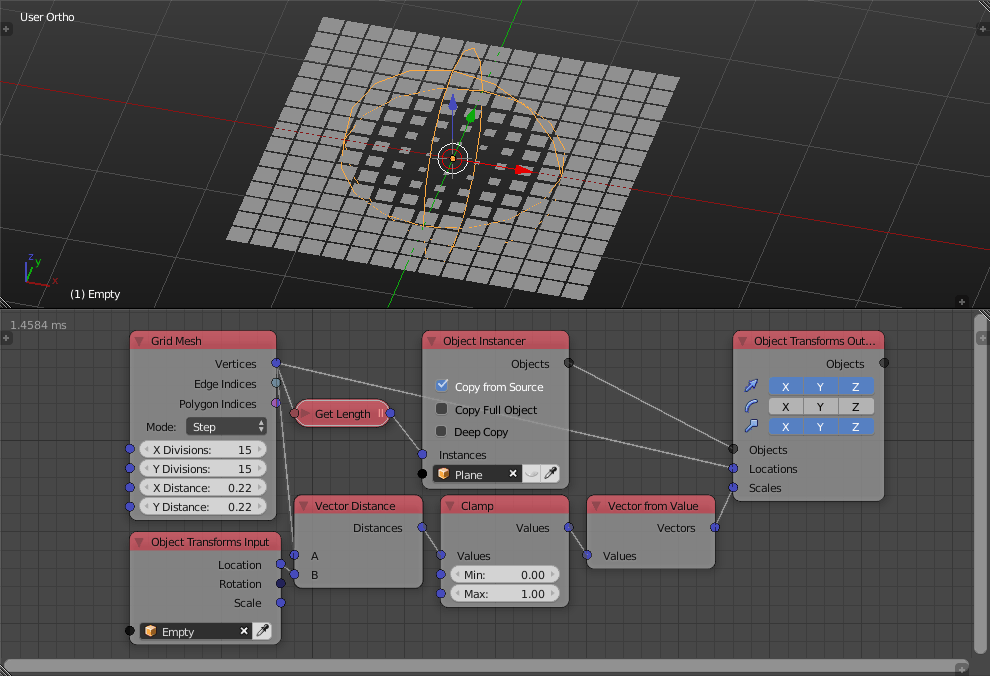 User Ortho
z
y
x
(1) Empty
1.4584 ms
Grid Mesh
Vertices
Edge Indices
Polygon Indices
Mode: Step
X Divisions: 15
Y Divisions: 15
X Distance: 0.22
Y Distance: 0.22
Object Transforms Input
Location
Rotation
Scale
Empty
Get Length
Vector Distance
Distances
A
B
Object Instancer
Objects
Copy from Source
Copy Full Object
Deep Copy
Instances
Plane
Clamp
Values
Values
Min: 0.00
Max: 1.00
Vector from Value
Vectors
Values
Object Transforms Out...
Objects
X Y Z
X Y Z
X Y Z
Objects
Locations
Scales